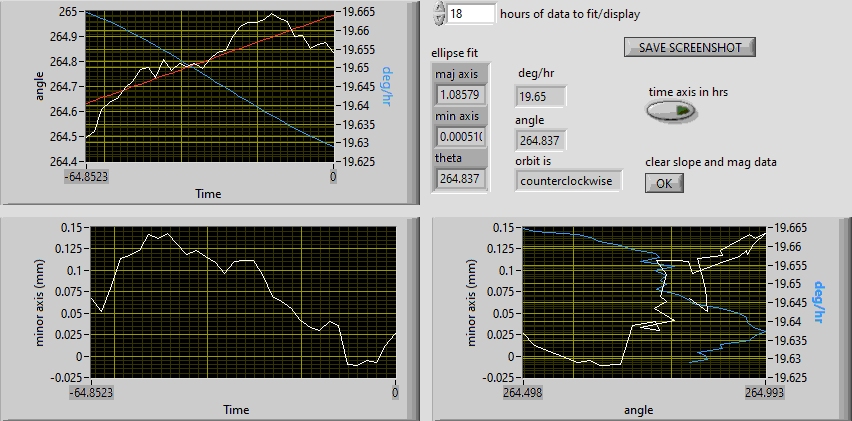 265
264.9
264.8
264.7
264.6
264.5
264.4
angle
19.665
19.66
19.655
19.65
19.645
19.64
19.635
19.63
19.625
deg/hr
-64.8523
0
Time
18 hours of data to fit/display
SAVE SCREENSHOT
ellipse fit
maj axis
1.08579
min axis
0.00051(
theta
264.837
deg/hr
19.65
angle
264.837
orbit is
counterclockwise
time axis in hrs
clear slope and mag data
OK
0.15
0.125
0.1
0.075
0.05
0.025
0
-0.025
minor axis (mm)
-64.8523
0
Time
0.15
0.125
0.1
0.075
0.05
0.025
0
-0.025
minor axis (mm)
19.665
19.66
19.655
19.65
19.645
19.64
19.635
19.63
19.625
deg/hr
264.498
264.993
angle